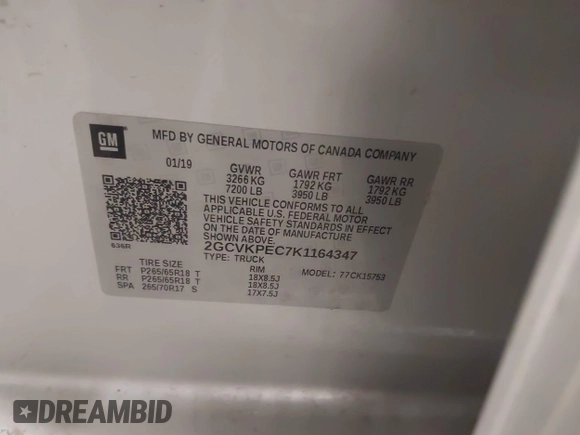 GM
MFD BY GENERAL MOTORS OF CANADA COMPANY
01/19 GVWR GAWR FRT GAWR RR
3266 KG 1792 KG 1792 KG
7200 LB 3950 LB 3950 LB
THIS VEHICLE CONFORMS TO ALL
APPLICABLE U.S. FEDERAL MOTOR
VEHICLE SAFETY STANDARDS IN EFFECT
ON THE DATE OF MANUFACTURE
SHOWN ABOVE.
636R 2GCVKPEC7K1164347
TYPE: TRUCK
TIRE SIZE RIM MODEL: 77CK15753
FRT P265/65R18 T 18X8.5J
RR P265/65R18 T 18X8.5J
SPA 265/70R17 S 17X7.5J
DREAMBID